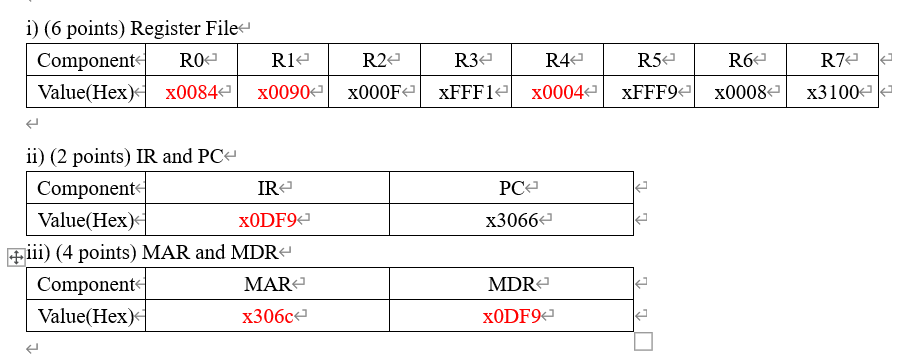 i) (6 points) Register File
Component R0 R1 R2 R3 R4 R5 R6 R7
Value(Hex) x0084 x0090 x000F xFFF1 x0004 xFFF9 x0008 x3100
ii) (2 points) IR and PC
Component IR PC
Value(Hex) x0DF9 x3066
iii) (4 points) MAR and MDR
Component MAR MDR
Value(Hex) x306c x0DF9